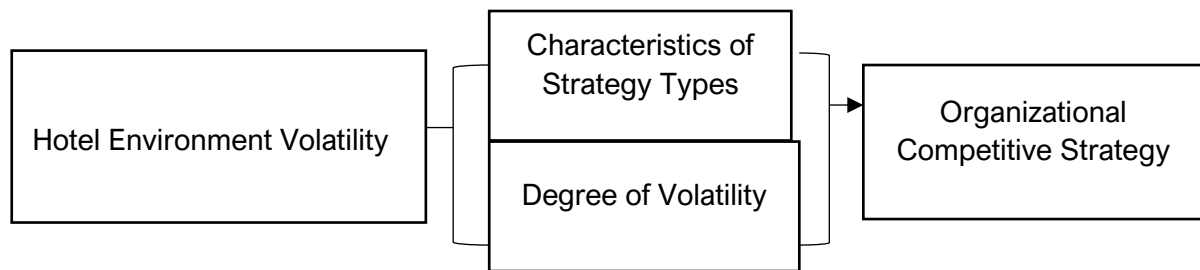 Hotel Environment Volatility
Characteristics of
Strategy Types
Degree of Volatility
Organizational
Competitive Strategy